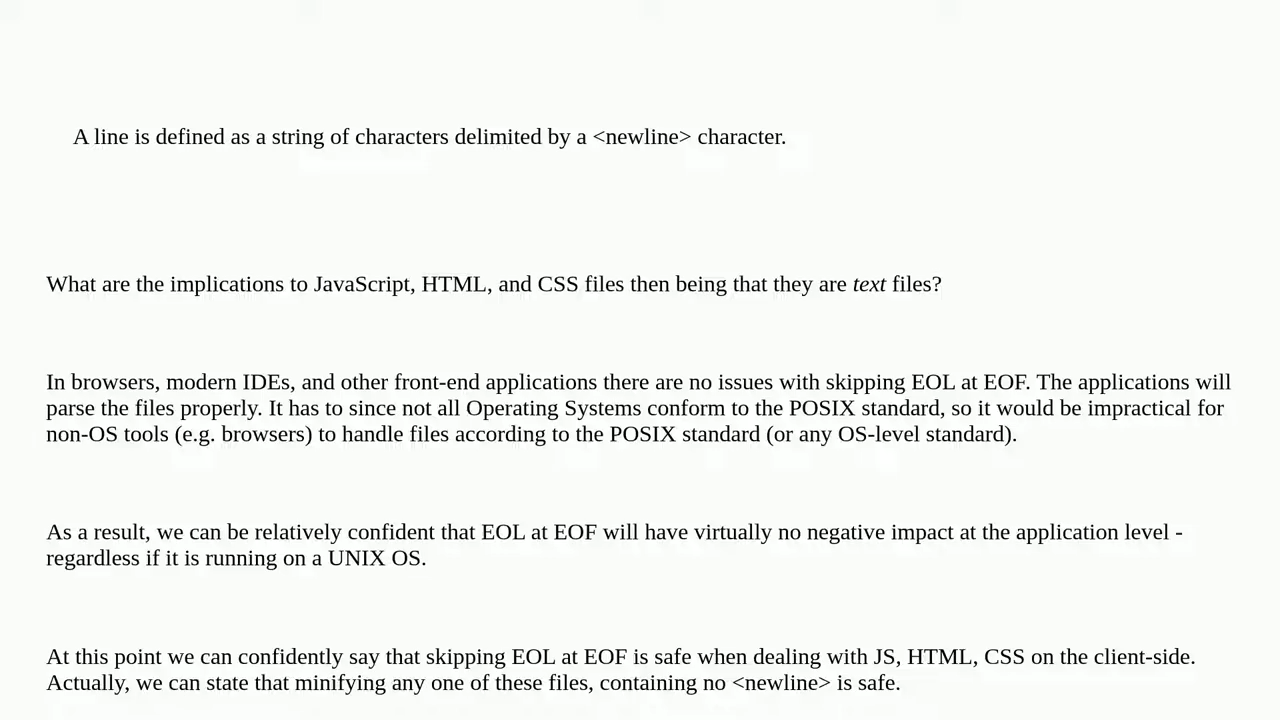 A line is defined as a string of characters delimited by a <newline> character.
What are the implications to JavaScript, HTML, and CSS files then being that they are text files?
In browsers, modern IDEs, and other front-end applications there are no issues with skipping EOL at EOF. The applications will
parse the files properly. It has to since not all Operating Systems conform to the POSIX standard, so it would be impractical for
non-OS tools (e.g. browsers) to handle files according to the POSIX standard (or any OS-level standard).
As a result, we can be relatively confident that EOL at EOF will have virtually no negative impact at the application level -
regardless if it is running on a UNIX OS.
At this point we can confidently say that skipping EOL at EOF is safe when dealing with JS, HTML, CSS on the client-side.
Actually, we can state that minifying any one of these files, containing no <newline> is safe.